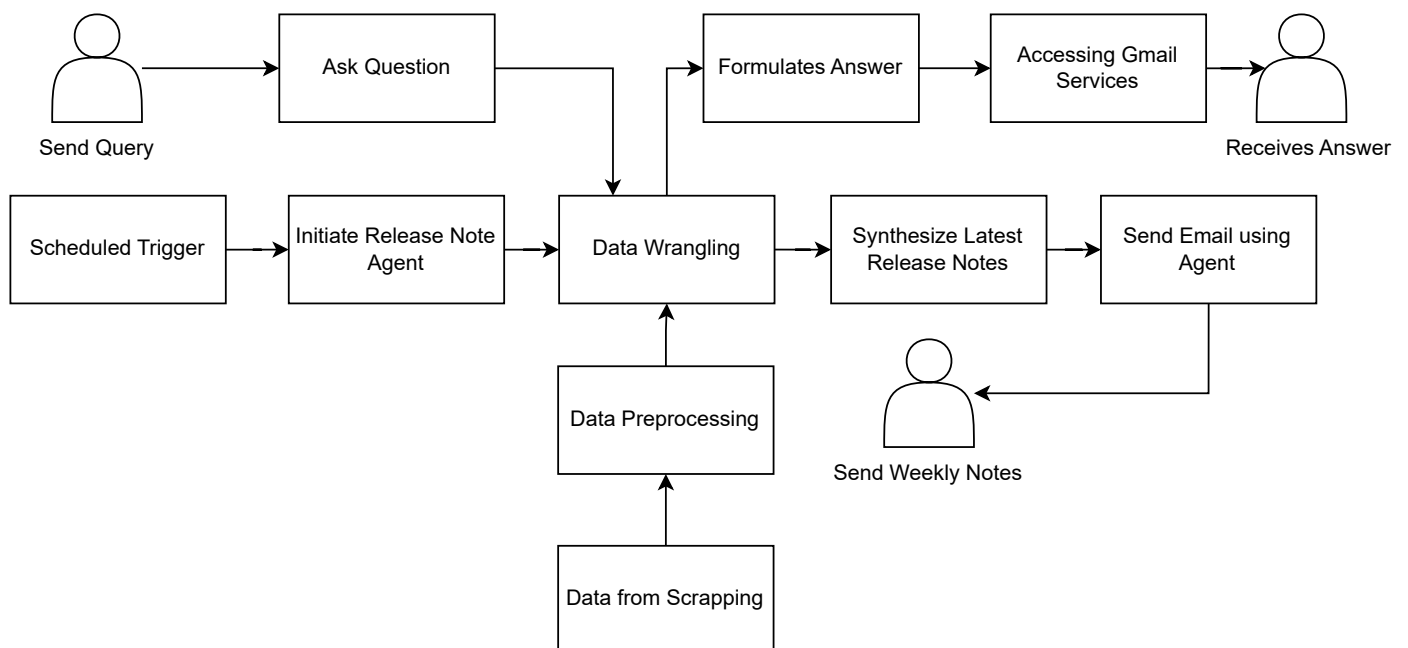 Ask Question
Formulates Answer
Accessing Gmail
Services
Send Query
Receives Answer
Scheduled Trigger
Initiate Release Note
Agent
Data Wrangling
Synthesize Latest
Release Notes
Send Email using
Agent
Data Preprocessing
Send Weekly Notes
Data from Scrapping